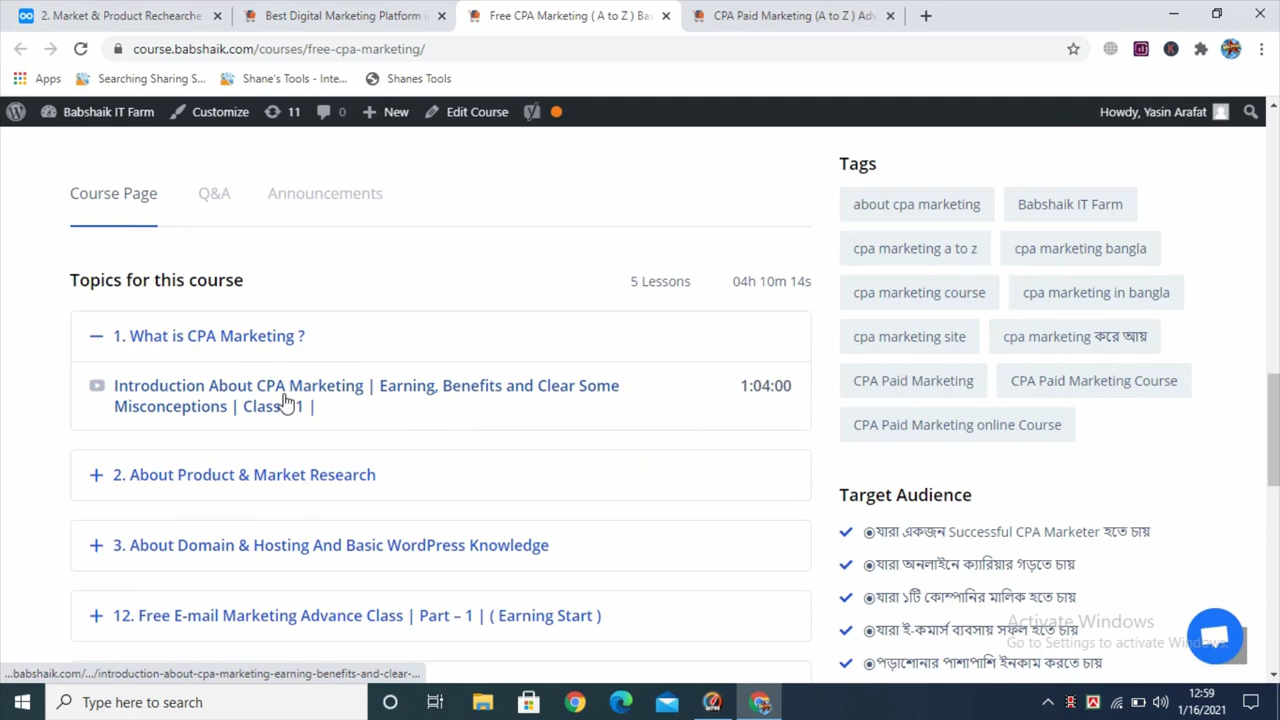 2. Market & Product Rechearche
Best Digital Marketing Platform i
Free CPA Marketing ( A to Z ) Bas
CPA Paid Marketing (A to Z ) Adv
course.babshaik.com/courses/free-cpa-marketing/
Apps
Searching Sharing S...
Shane's Tools - Inte...
Shanes Tools
Babshaik IT Farm
Customize
11
0
New
Edit Course
Howdy, Yasin Arafat
Course Page
Q&A
Announcements
Topics for this course
5 Lessons
04h 10m 14s
1. What is CPA Marketing ?
Introduction About CPA Marketing | Earning, Benefits and Clear Some
Misconceptions | Class 1 |
1:04:00
2. About Product & Market Research
3. About Domain & Hosting And Basic WordPress Knowledge
12. Free E-mail Marketing Advance Class | Part – 1 | ( Earning Start )
Tags
about cpa marketing
Babshaik IT Farm
cpa marketing a to z
cpa marketing bangla
cpa marketing course
cpa marketing in bangla
cpa marketing site
cpa marketing করে আয়
CPA Paid Marketing
CPA Paid Marketing Course
CPA Paid Marketing online Course
Target Audience
◉যারা একজন Successful CPA Marketer হতে চায়
◉যারা অনলাইনে ক্যারিয়ার গড়তে চায়
◉যারা ১টি কোম্পানির মালিক হতে চায়
◉যারা ই-কমার্স ব্যবসায় সফল হতে চায়
◉পড়াশোনার পাশাপাশি ইনকাম করতে চায়
Activate Windows
Go to Settings to activate Windows.
...babshaik.com/.../introduction-about-cpa-marketing-earning-benefits-and-clear-...
Type here to search
12:59
1/16/2021